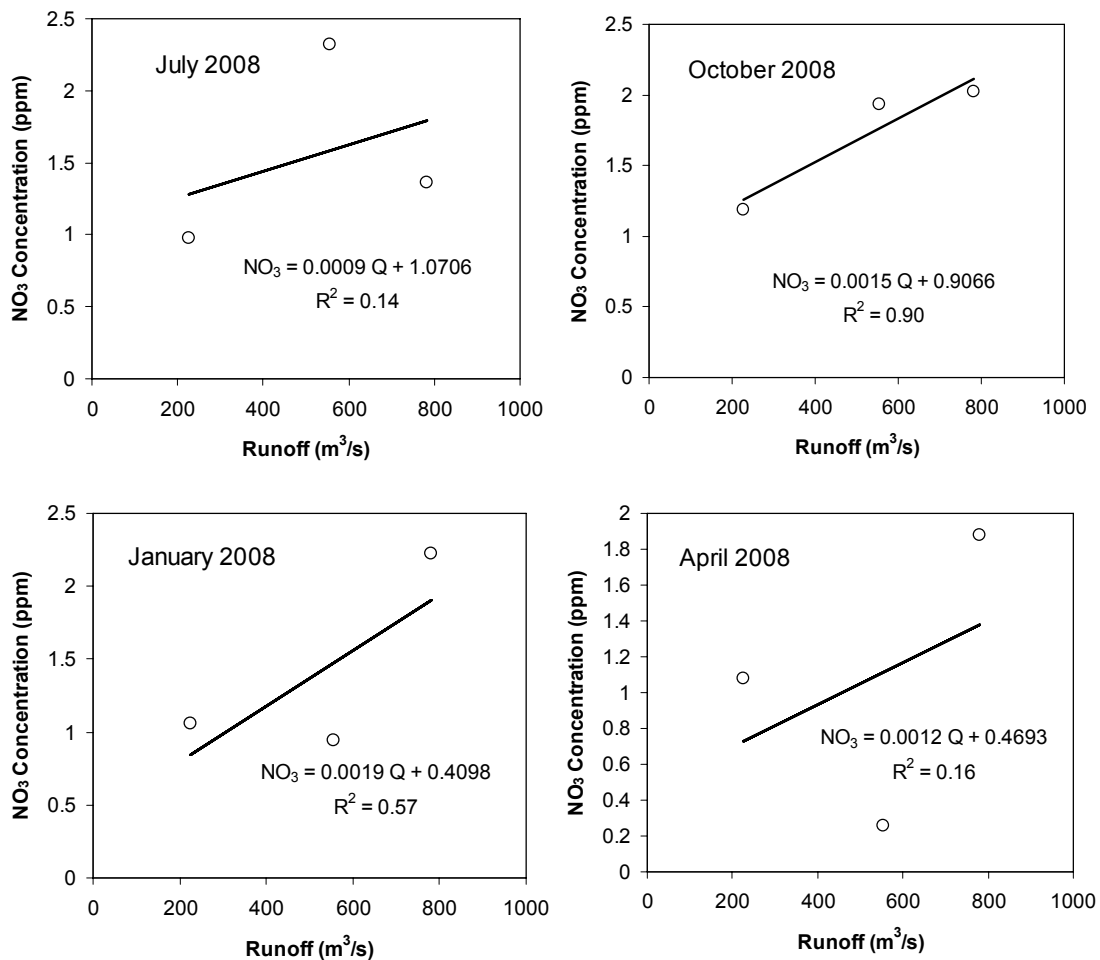 July 2008
NO₃ Concentration (ppm)
2.5
2
1.5
1
0.5
0
NO₃ = 0.0009 Q + 1.0706
R² = 0.14
0 200 400 600 800 1000
Runoff (m³/s)
October 2008
NO₃ Concentration (ppm)
2.5
2
1.5
1
0.5
0
NO₃ = 0.0015 Q + 0.9066
R² = 0.90
0 200 400 600 800 1000
Runoff (m³/s)
January 2008
NO₃ Concentration (ppm)
2.5
2
1.5
1
0.5
0
NO₃ = 0.0019 Q + 0.4098
R² = 0.57
0 200 400 600 800 1000
Runoff (m³/s)
April 2008
NO₃ Concentration (ppm)
2
1.8
1.6
1.4
1.2
1
0.8
0.6
0.4
0.2
0
NO₃ = 0.0012 Q + 0.4693
R² = 0.16
0 200 400 600 800 1000
Runoff (m³/s)